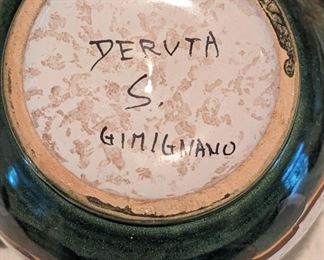 DERUTA
S.
GIMIGNANO